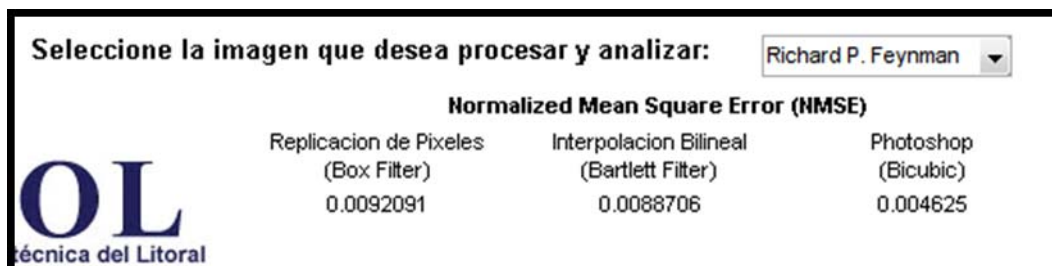 Seleccione la imagen que desea procesar y analizar: Richard P. Feynman
Normalized Mean Square Error (NMSE)
Replicacion de Pixeles Interpolacion Bilineal Photoshop
(Box Filter) (Bartlett Filter) (Bicubic)
0.0092091 0.0088706 0.004625
OL
técnica del Litoral